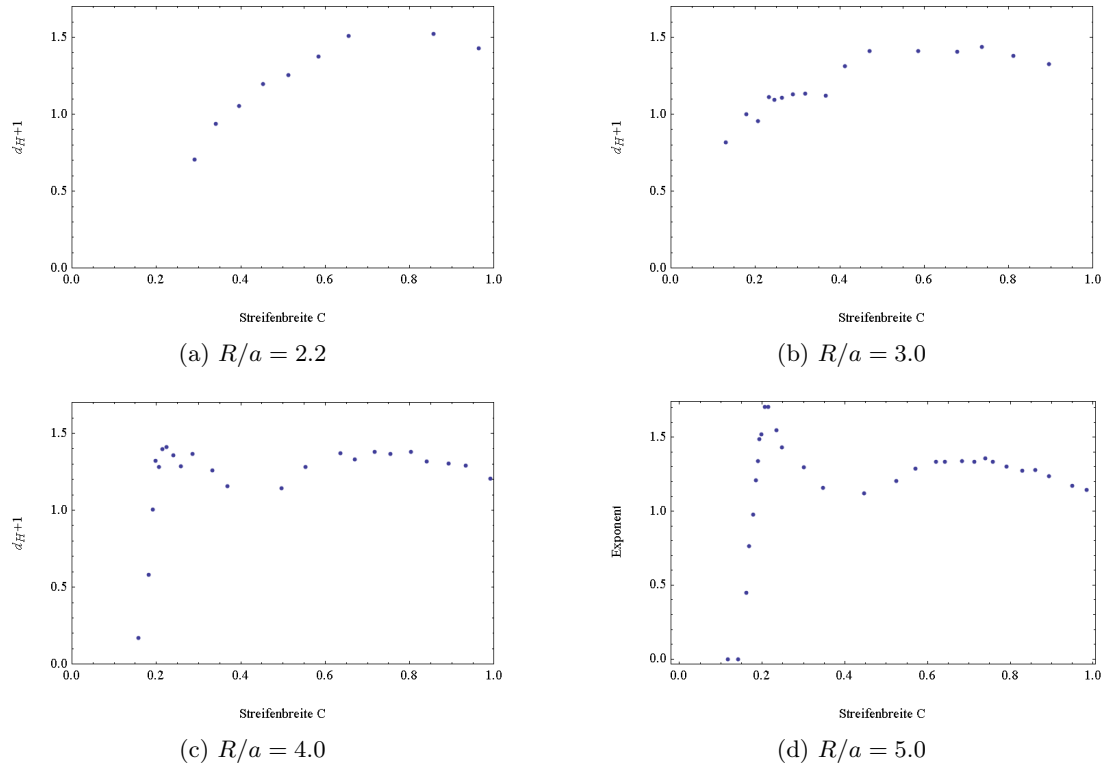 1.5
1.0
0.5
0.0
d_H+1
0.0 0.2 0.4 0.6 0.8 1.0
Streifenbreite C
(a) R/a = 2.2
1.5
1.0
0.5
0.0
d_H+1
0.0 0.2 0.4 0.6 0.8 1.0
Streifenbreite C
(b) R/a = 3.0
1.5
1.0
0.5
0.0
d_H+1
0.0 0.2 0.4 0.6 0.8 1.0
Streifenbreite C
(c) R/a = 4.0
1.5
1.0
0.5
0.0
Exponent
0.0 0.2 0.4 0.6 0.8 1.0
Streifenbreite C
(d) R/a = 5.0